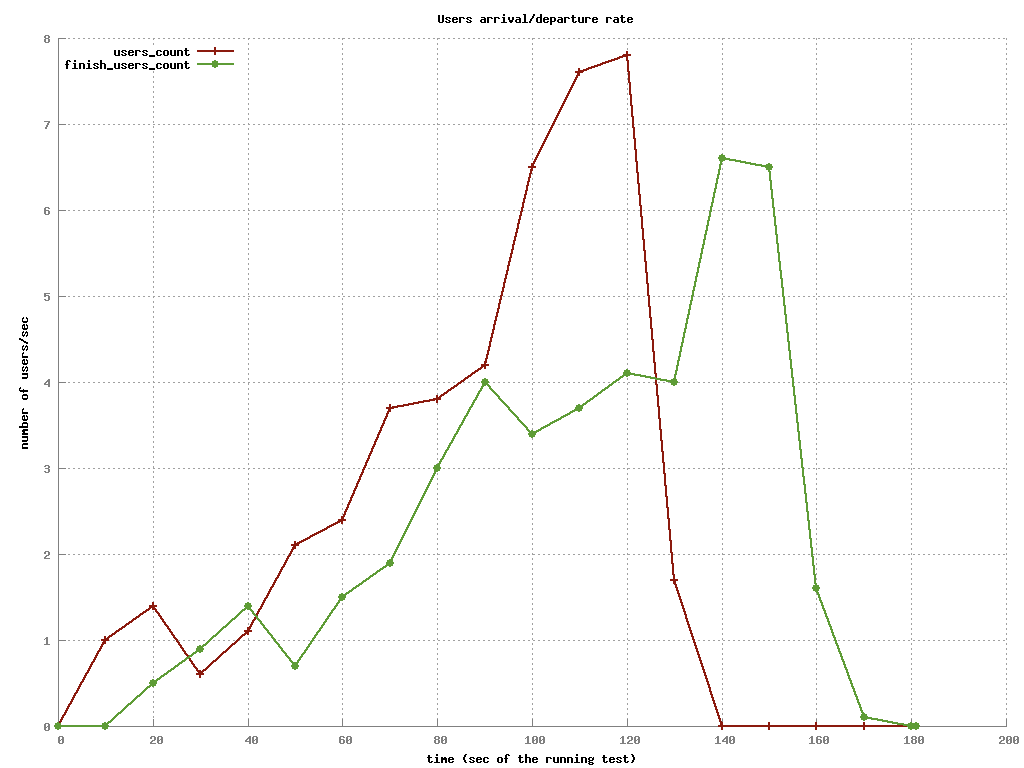 Users arrival/departure rate
users_count
finish_users_count
8
7
6
5
4
3
2
1
0
number of users/sec
0 20 40 60 80 100 120 140 160 180 200
time (sec of the running test)